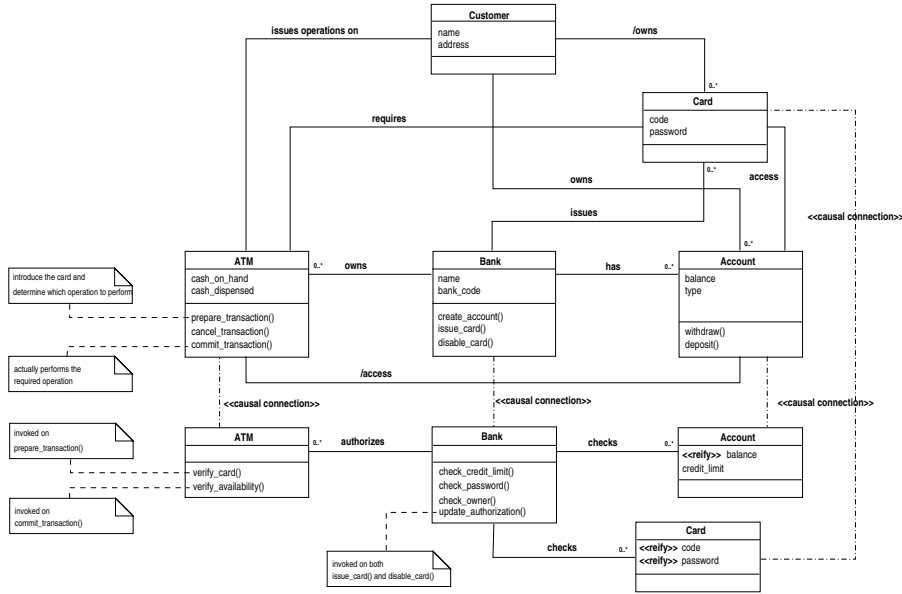 Customer
name
address
issues operations on
/owns
0..*
Card
code
password
requires
0..*
access
owns
issues
<<causal connection>>
0..*
introduce the card and
determine which operation to perform
ATM
cash_on_hand
cash_dispensed
prepare_transaction()
cancel_transaction()
commit_transaction()
0..*
owns
Bank
name
bank_code
create_account()
issue_card()
disable_card()
has
0..*
Account
balance
type
withdraw()
deposit()
actually performs the
required operation
/access
<<causal connection>>
<<causal connection>>
<<causal connection>>
invoked on
prepare_transaction()
ATM
verify_card()
verify_availability()
0..*
authorizes
Bank
check_credit_limit()
check_password()
check_owner()
update_authorization()
checks
0..*
Account
<<reify>> balance
credit_limit
invoked on
commit_transaction()
invoked on both
issue_card() and disable_card()
checks
0..*
Card
<<reify>> code
<<reify>> password